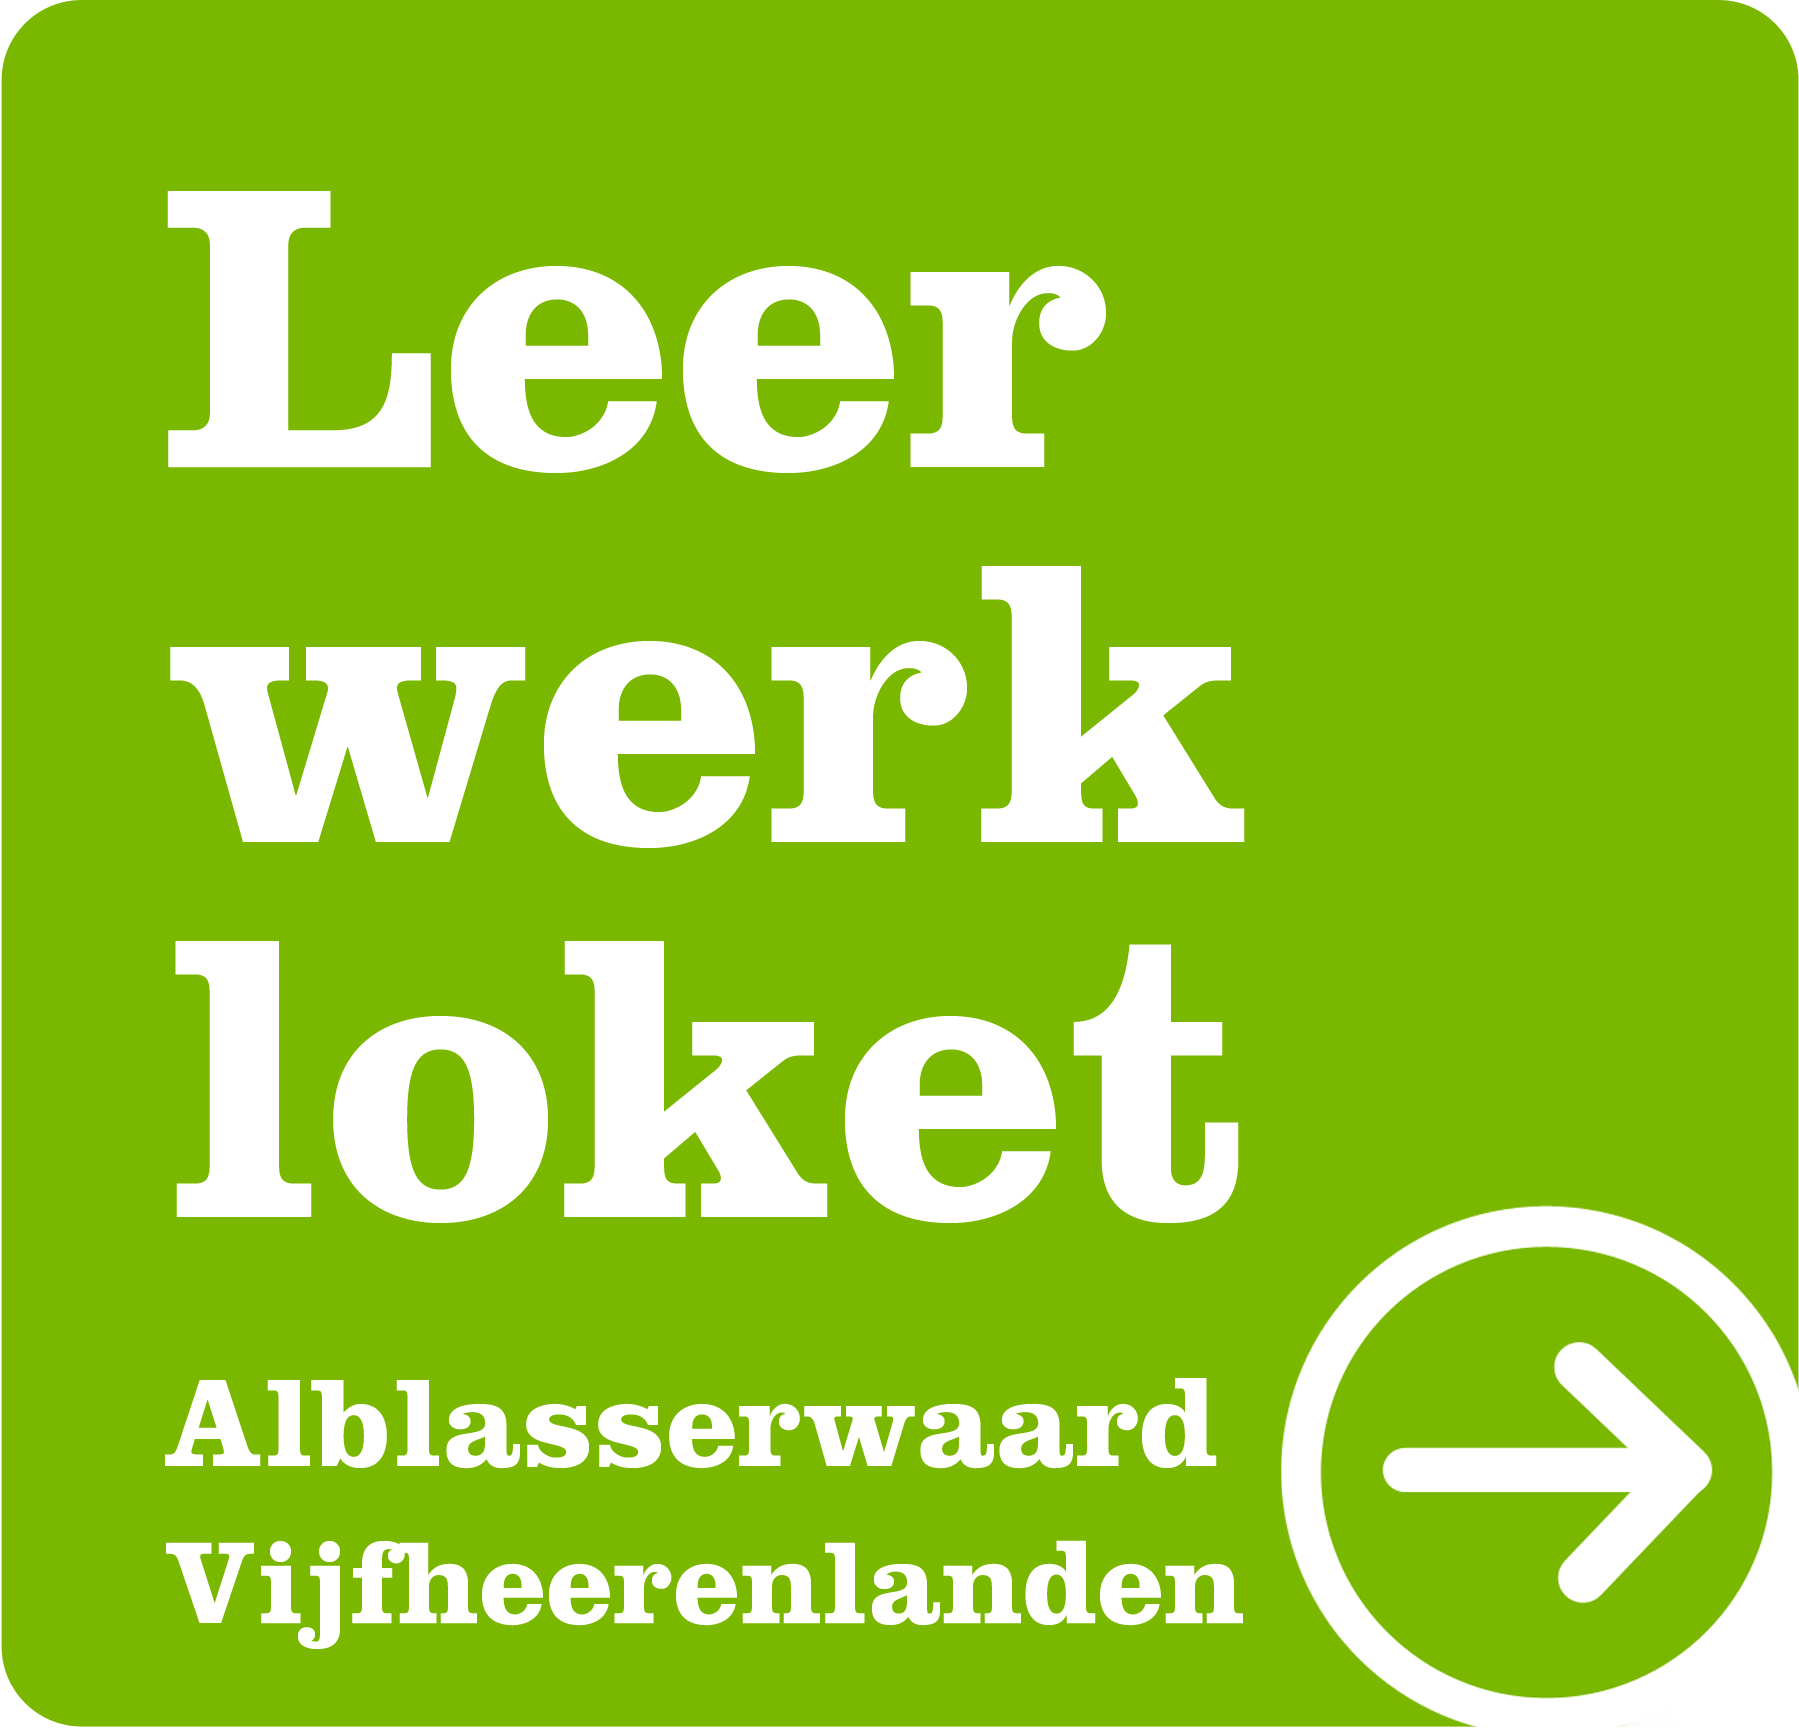 Leer
werk
loket
Alblasserwaard
Vijfheerenlanden